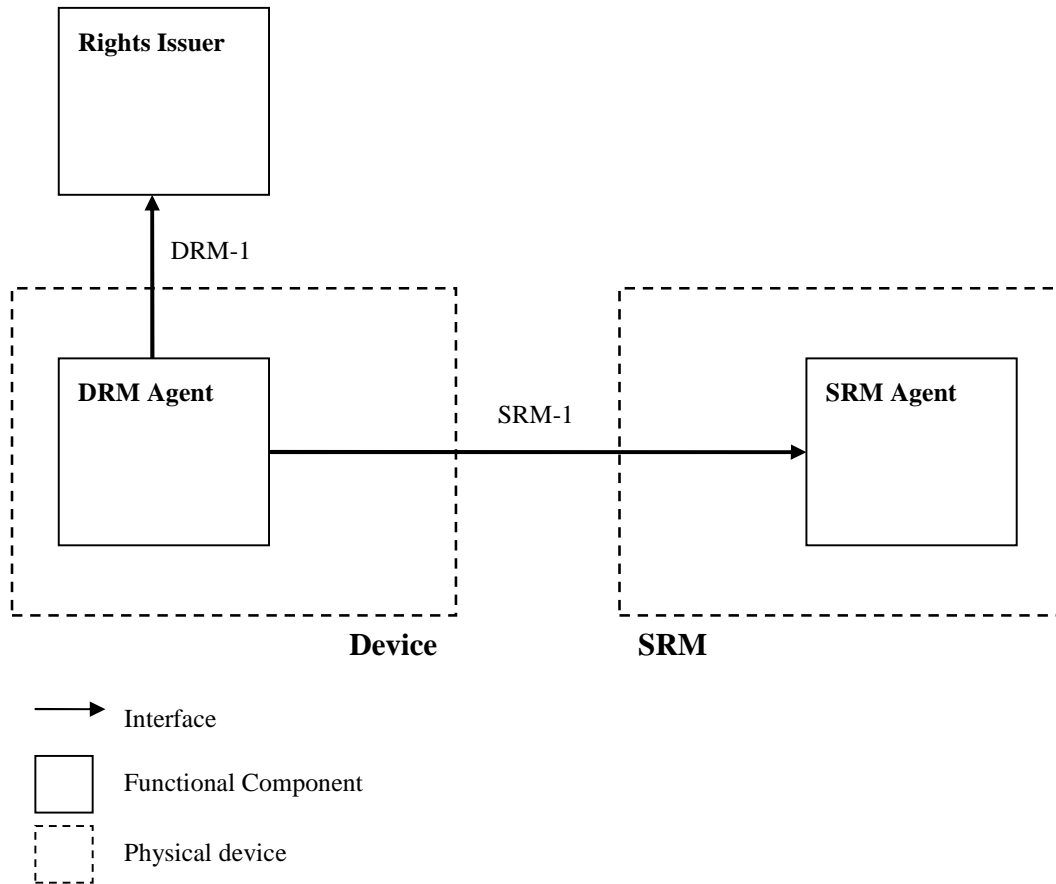 Rights Issuer
DRM-1
DRM Agent
SRM-1
SRM Agent
Device
SRM
Interface
Functional Component
Physical device